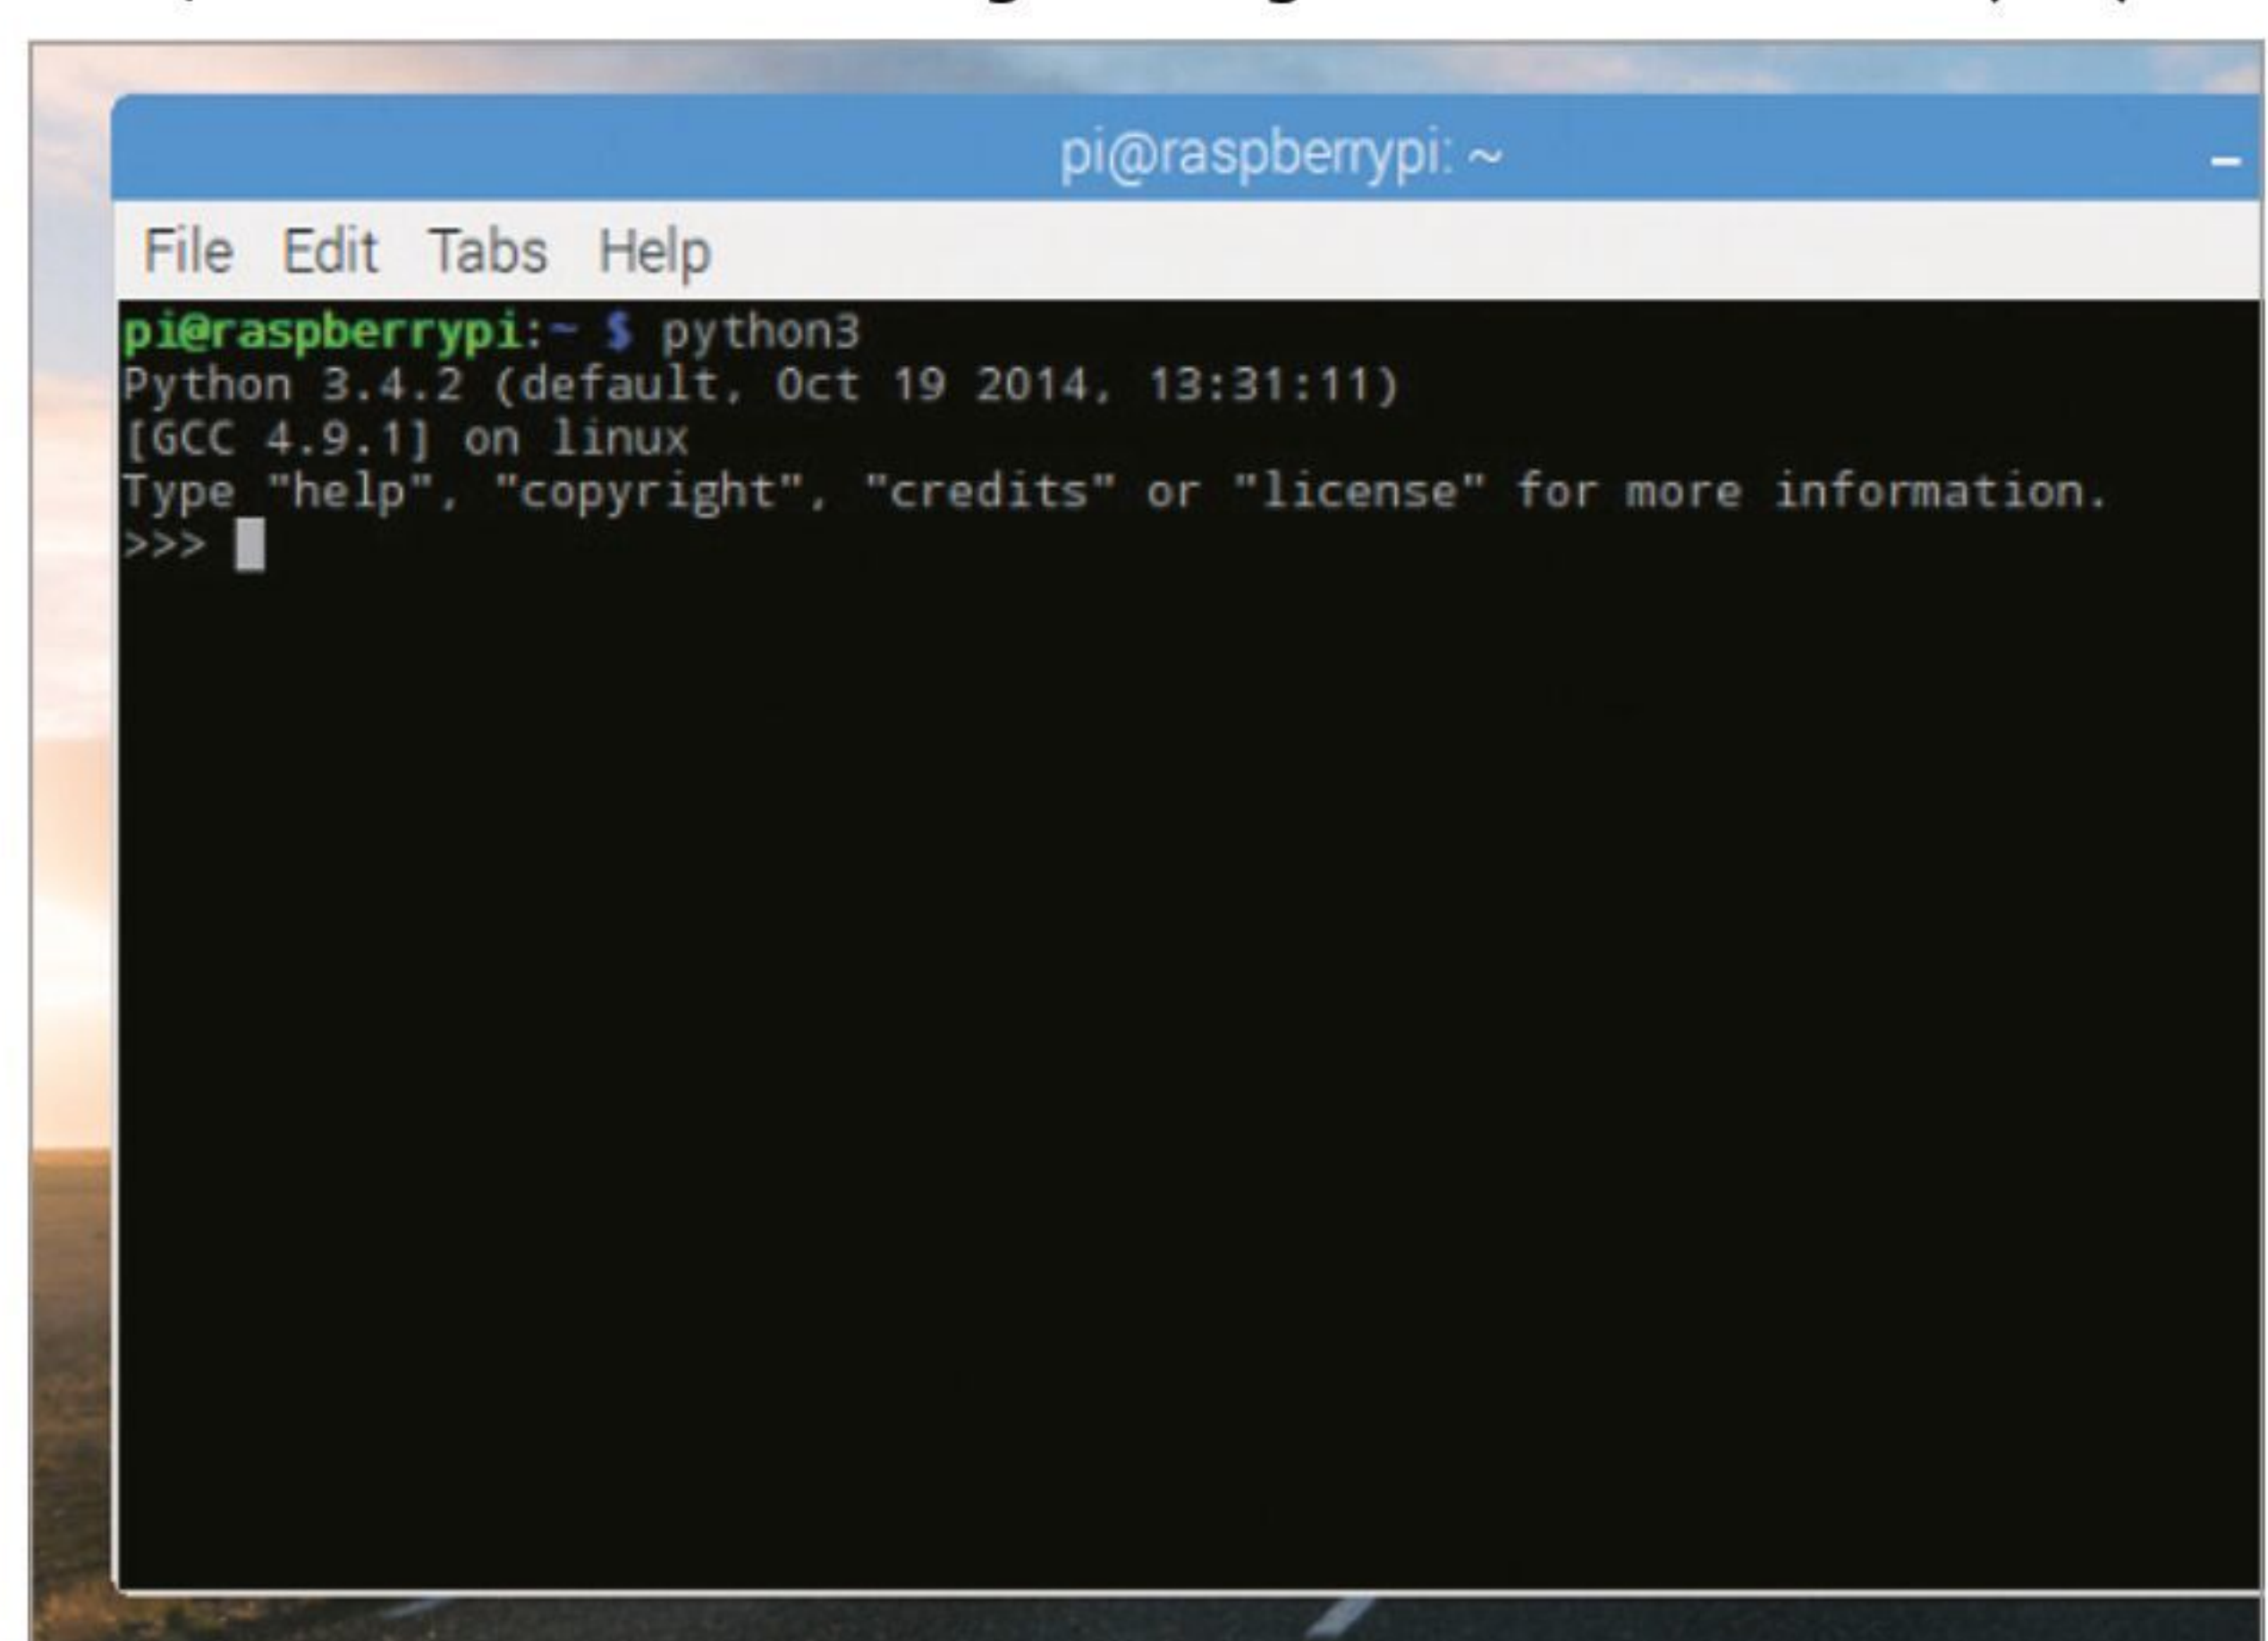 pi@raspberrypi: ~
File Edit Tabs Help
pi@raspberrypi:~ $ python3
Python 3.4.2 (default, Oct 19 2014, 13:31:11)
[GCC 4.9.1] on linux
Type "help", "copyright", "credits" or "license" for more information.
>>>